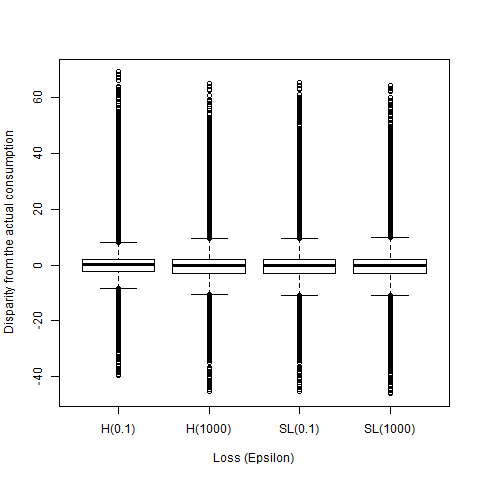 Disparity from the actual consumption
60
40
20
0
-20
-40
H(0.1) H(1000) SL(0.1) SL(1000)
Loss (Epsilon)